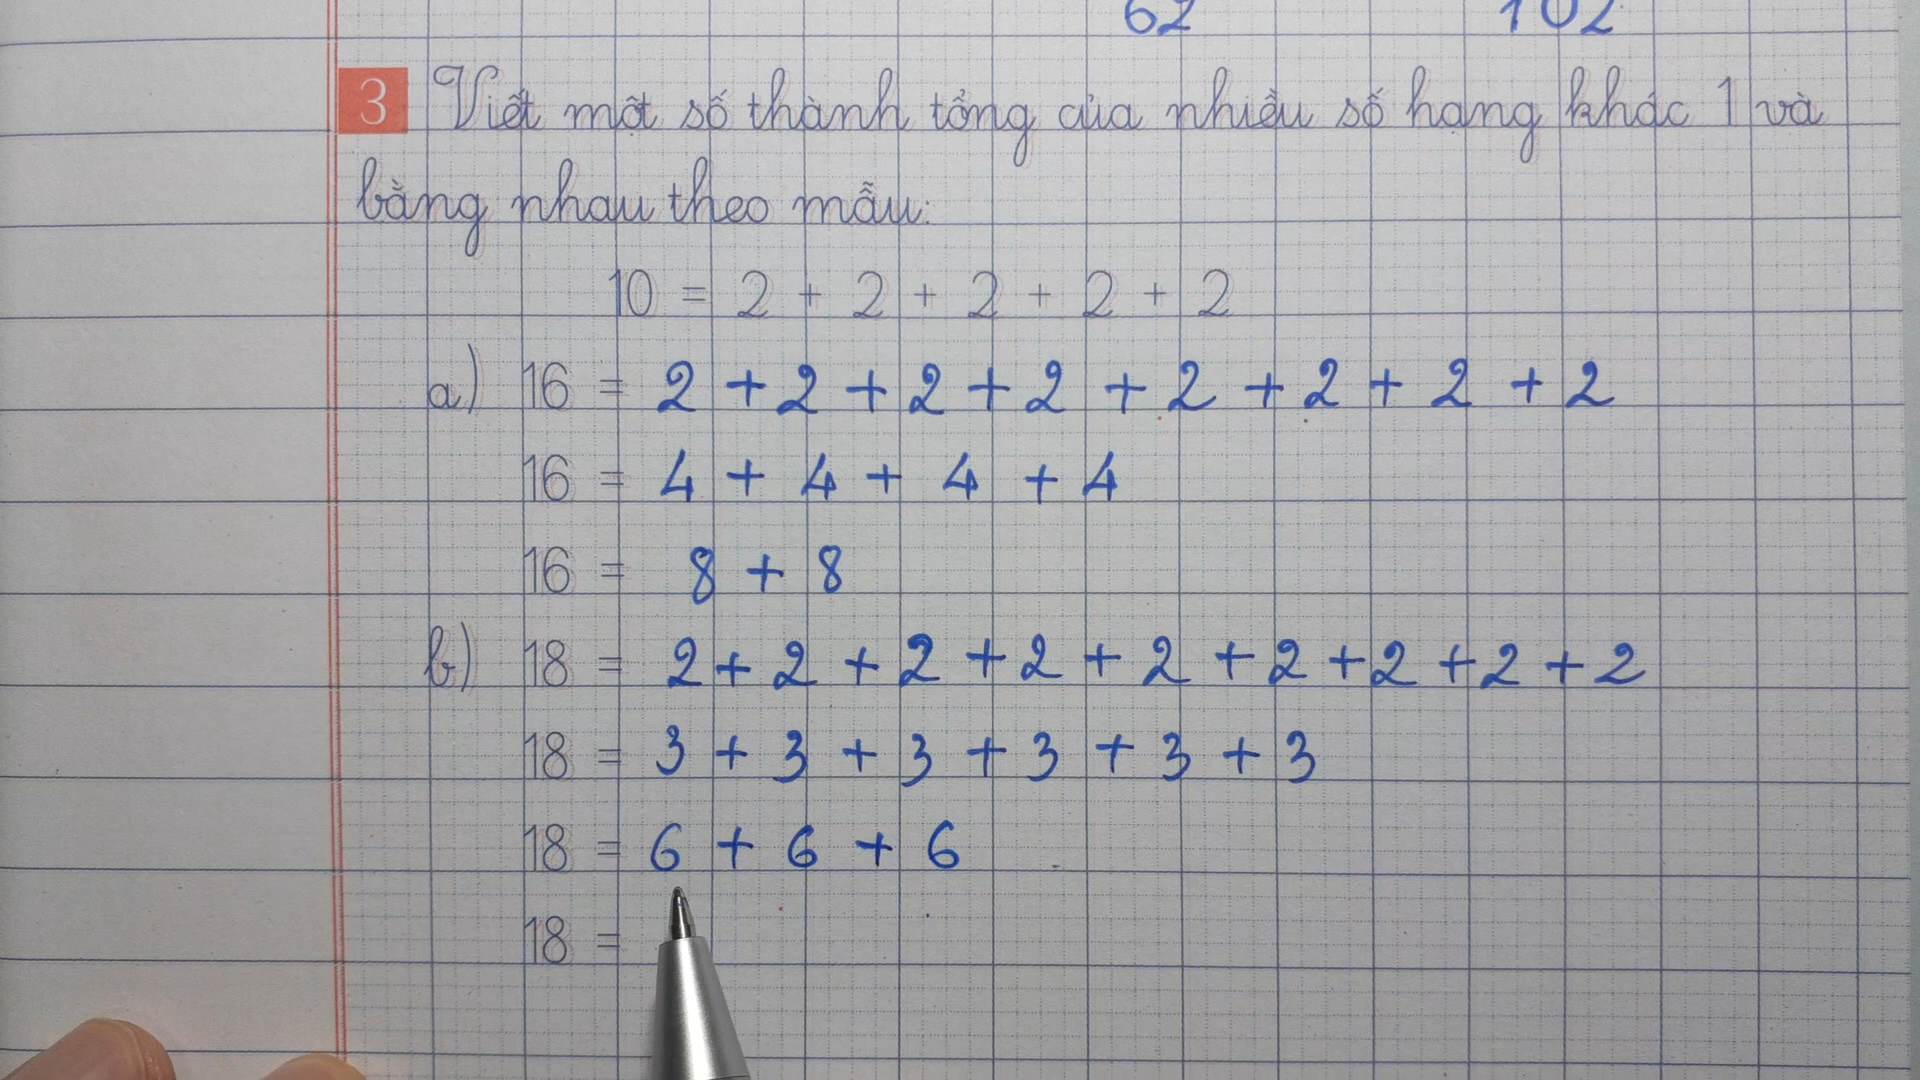 62 102
3 Viết một số thành tổng của nhiều số hạng khác 1 và
bằng nhau theo mẫu:
10 = 2 + 2 + 2 + 2 + 2
a) 16 = 2 + 2 + 2 + 2 + 2 + 2 + 2 + 2
16 = 4 + 4 + 4 + 4
16 = 8 + 8
b) 18 = 2 + 2 + 2 + 2 + 2 + 2 + 2 + 2 + 2
18 = 3 + 3 + 3 + 3 + 3 + 3
18 = 6 + 6 + 6
18 =